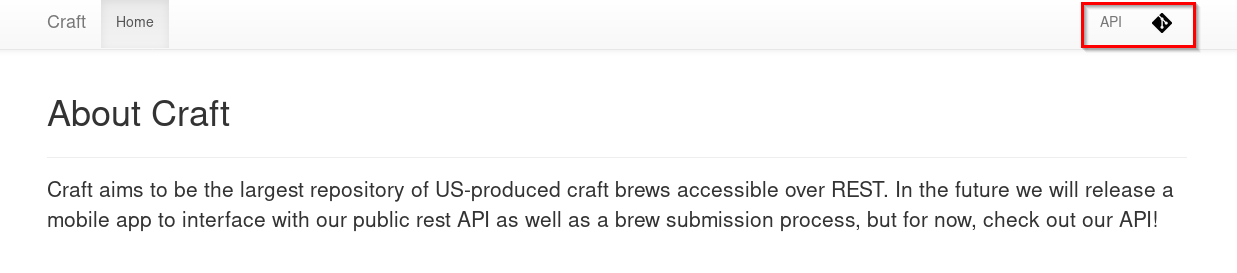 Craft Home API
About Craft
Craft aims to be the largest repository of US-produced craft brews accessible over REST. In the future we will release a
mobile app to interface with our public rest API as well as a brew submission process, but for now, check out our API!